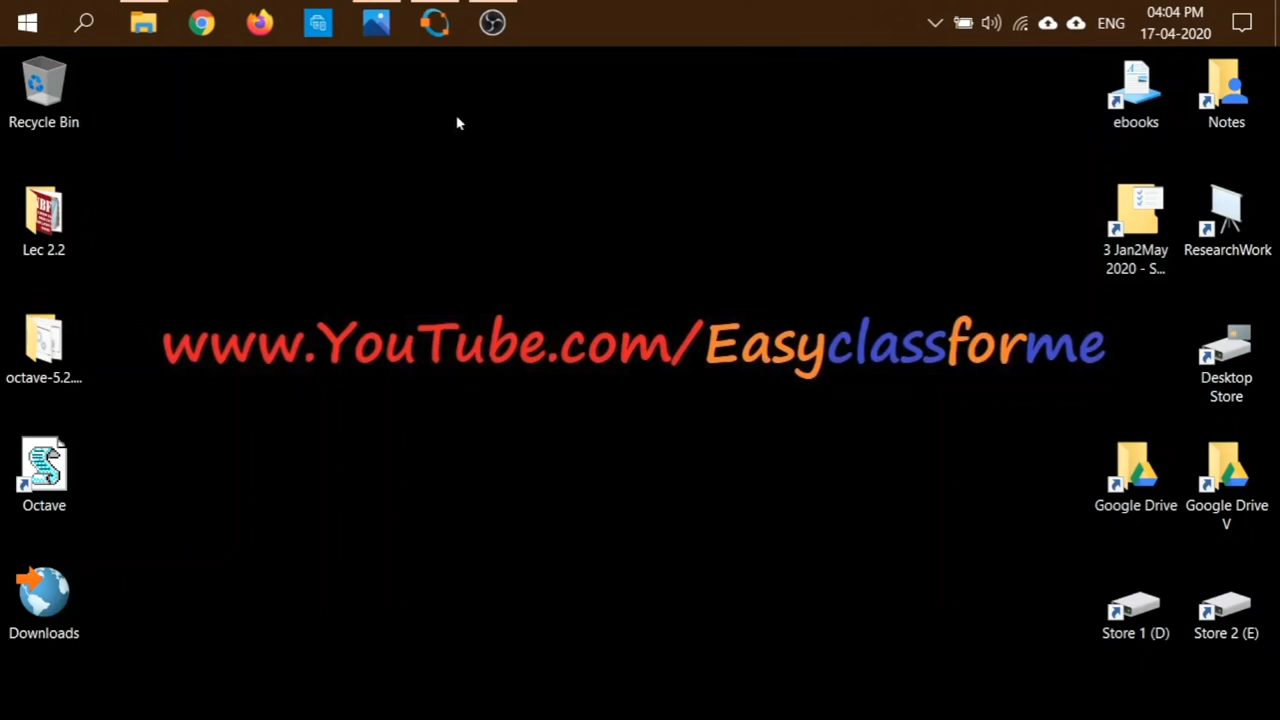 ENG
04:04 PM
17-04-2020
Recycle Bin
ebooks
Notes
Lec 2.2
3 Jan2May
2020 - S...
ResearchWork
www.YouTube.com/Easyclassforme
octave-5.2....
Desktop
Store
Octave
Google Drive
Google Drive
V
Downloads
Store 1 (D)
Store 2 (E)